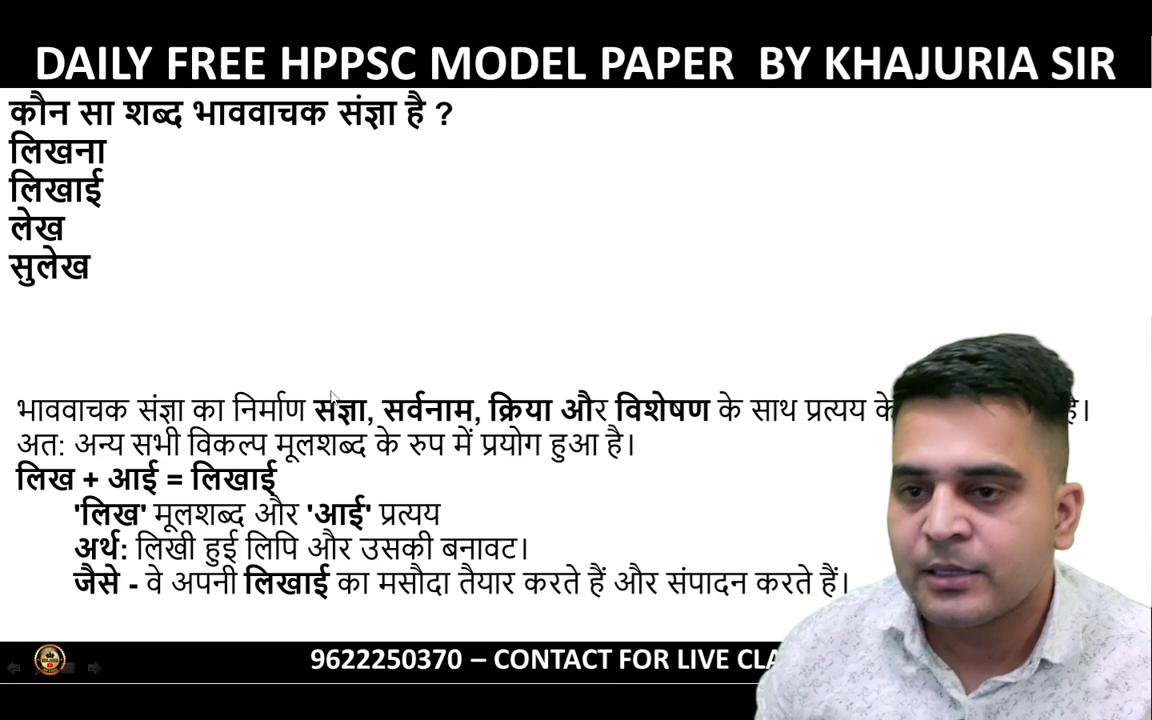 DAILY FREE HPPSC MODEL PAPER BY KHAJURIA SIR
कौन सा शब्द भाववाचक संज्ञा है ?
लिखना
लिखाई
लेख
सुलेख
भाववाचक संज्ञा का निर्माण संज्ञा, सर्वनाम, क्रिया और विशेषण के साथ प्रत्यय के है।
अत: अन्य सभी विकल्प मूलशब्द के रुप में प्रयोग हुआ है।
लिख + आई = लिखाई
'लिख' मूलशब्द और 'आई' प्रत्यय
अर्थ: लिखी हुई लिपि और उसकी बनावट।
जैसे - वे अपनी लिखाई का मसौदा तैयार करते हैं और संपादन करते हैं।
9622250370 – CONTACT FOR LIVE